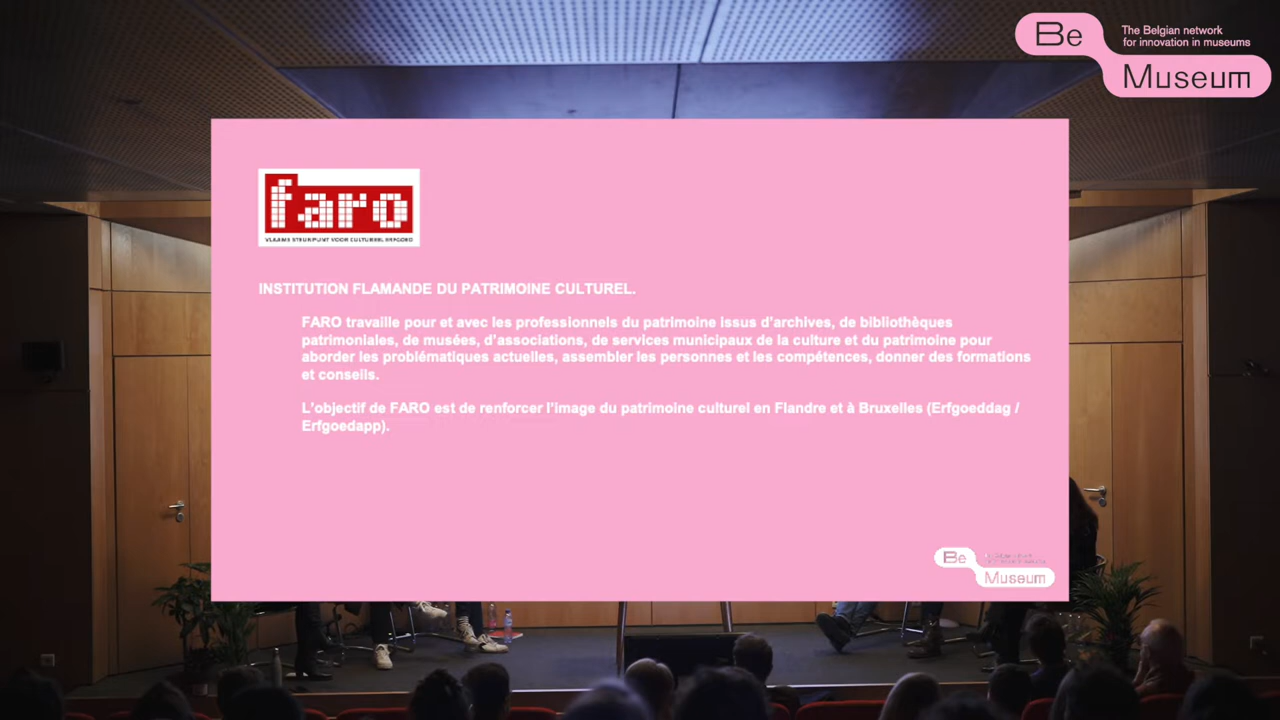 Be
The Belgian network
for innovation in museums
Museum
faro
VLAAMS STEUNPUNT VOOR CULTUREEL ERFGOED
INSTITUTION FLAMANDE DU PATRIMOINE CULTUREL.
FARO travaille pour et avec les professionnels du patrimoine issus d'archives, de bibliothèques
patrimoniales, de musées, d'associations, de services municipaux de la culture et du patrimoine pour
aborder les problématiques actuelles, assembler les personnes et les compétences, donner des formations
et conseils.
L'objectif de FARO est de renforcer l'image du patrimoine culturel en Flandre et à Bruxelles (Erfgoeddag /
Erfgoedapp).
Be
Museum